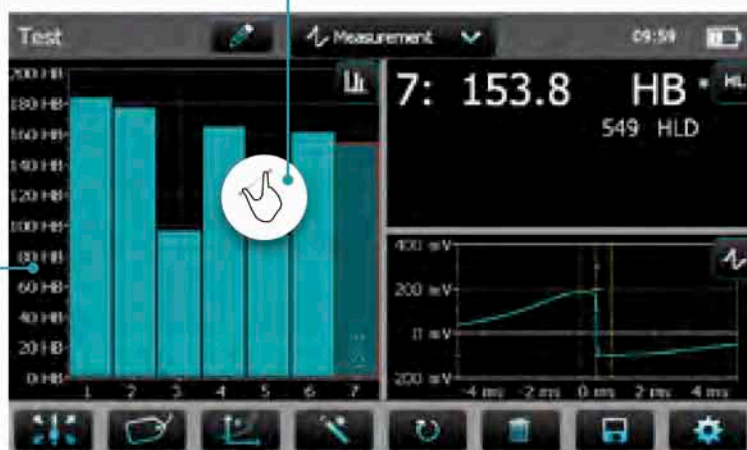 Test
Measurement
09:59
200 HB
180 HB
160 HB
140 HB
120 HB
100 HB
80 HB
60 HB
40 HB
20 HB
0 HB
1 2 3 4 5 6 7
7: 153.8 HB *
HL
549 HLD
400 mV
200 mV
0 mV
200 mV
-4 ms -2 ms 0 ms 2 ms 4 ms